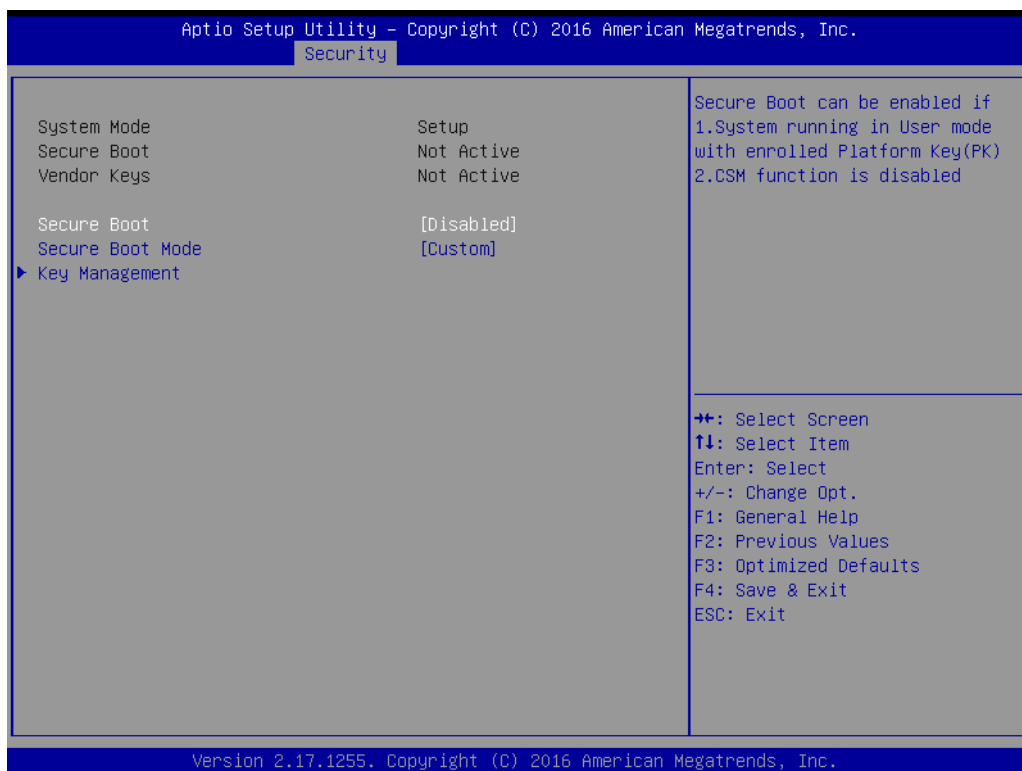 Aptio Setup Utility – Copyright (C) 2016 American Megatrends, Inc.
Security
System Mode Setup
Secure Boot Not Active
Vendor Keys Not Active
Secure Boot [Disabled]
Secure Boot Mode [Custom]
▶ Key Management
Secure Boot can be enabled if
1.System running in User mode
with enrolled Platform Key(PK)
2.CSM function is disabled
→←: Select Screen
↑↓: Select Item
Enter: Select
+/-: Change Opt.
F1: General Help
F2: Previous Values
F3: Optimized Defaults
F4: Save & Exit
ESC: Exit
Version 2.17.1255. Copyright (C) 2016 American Megatrends, Inc.